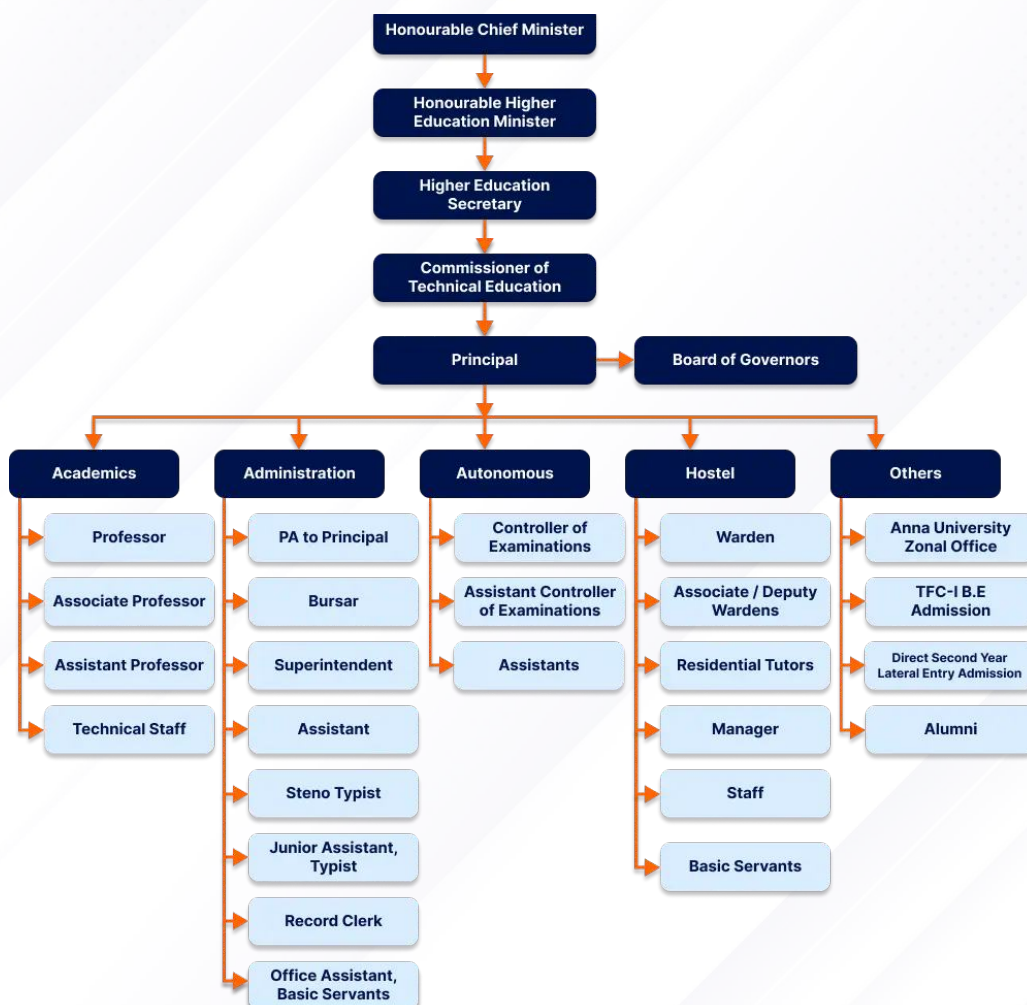 Honourable Chief Minister
Honourable Higher
Education Minister
Higher Education
Secretary
Commissioner of
Technical Education
Principal
Board of Governors
Academics
Administration
Autonomous
Hostel
Others
Professor
Associate Professor
Assistant Professor
Technical Staff
PA to Principal
Bursar
Superintendent
Assistant
Steno Typist
Junior Assistant,
Typist
Record Clerk
Office Assistant,
Basic Servants
Controller of
Examinations
Assistant Controller
of Examinations
Assistants
Warden
Associate / Deputy
Wardens
Residential Tutors
Manager
Staff
Basic Servants
Anna University
Zonal Office
TFC-I B.E
Admission
Direct Second Year
Lateral Entry Admission
Alumni